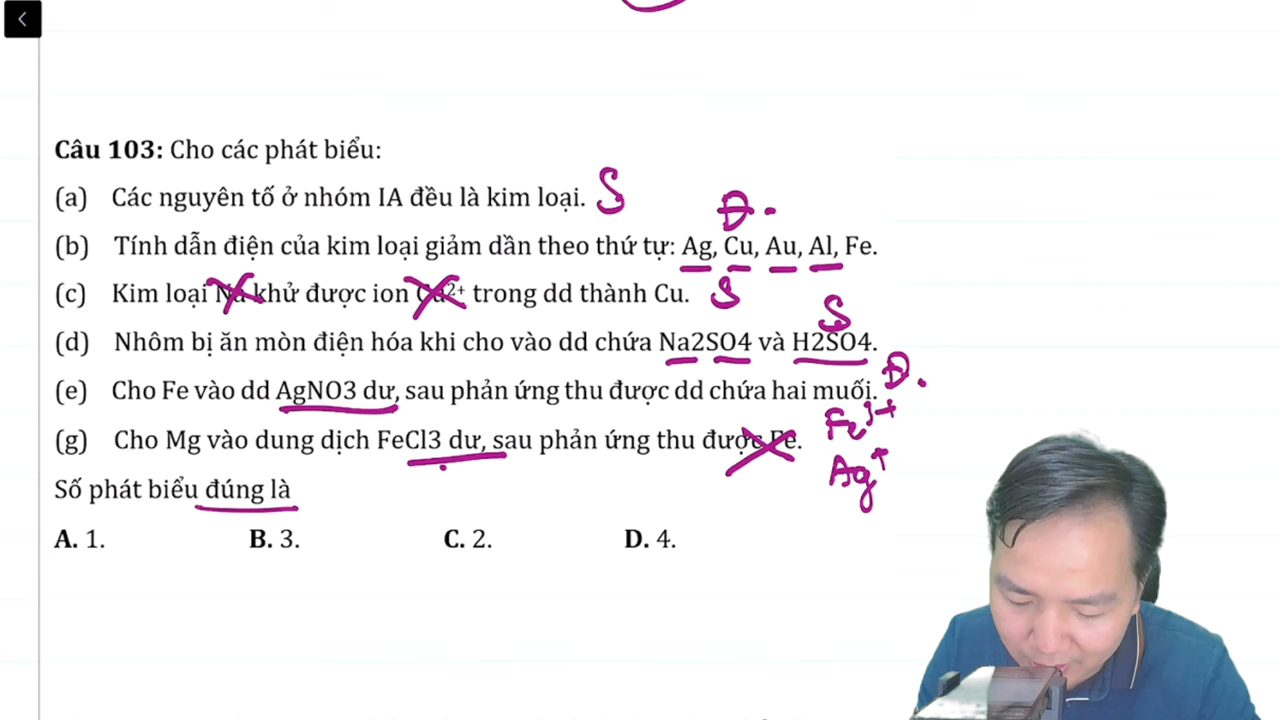 Câu 103: Cho các phát biểu:
(a) Các nguyên tố ở nhóm IA đều là kim loại. S
Đ.
(b) Tính dẫn điện của kim loại giảm dần theo thứ tự: Ag, Cu, Au, Al, Fe.
(c) Kim loại Na khử được ion Cu2+ trong dd thành Cu. S
S
(d) Nhôm bị ăn mòn điện hóa khi cho vào dd chứa Na2SO4 và H2SO4.
(e) Cho Fe vào dd AgNO3 dư, sau phản ứng thu được dd chứa hai muối. Đ.
Fe3+
(g) Cho Mg vào dung dịch FeCl3 dư, sau phản ứng thu được Fe.
Ag+
Số phát biểu đúng là
A. 1. B. 3. C. 2. D. 4.